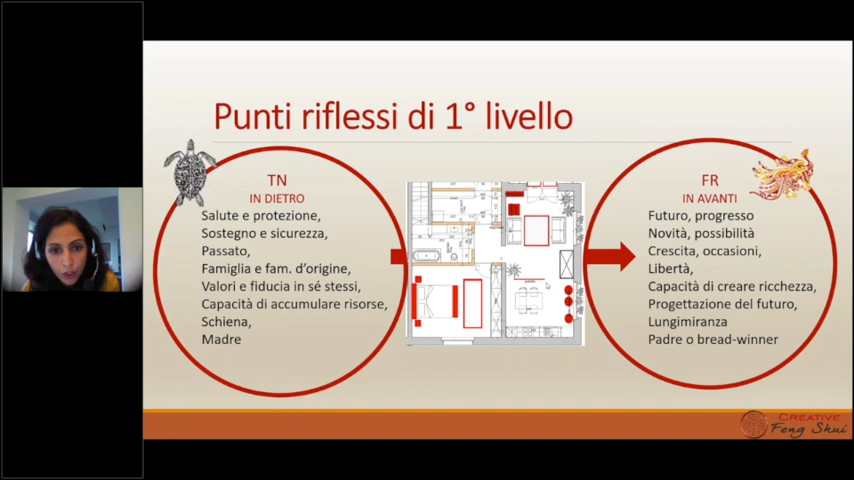 Punti riflessi di 1° livello
TN
IN DIETRO
Salute e protezione,
Sostegno e sicurezza,
Passato,
Famiglia e fam. d'origine,
Valori e fiducia in sé stessi,
Capacità di accumulare risorse,
Schiena,
Madre
FR
IN AVANTI
Futuro, progresso
Novità, possibilità
Crescita, occasioni,
Libertà,
Capacità di creare ricchezza,
Progettazione del futuro,
Lungimiranza
Padre o bread-winner
CREATIVE
Feng Shui